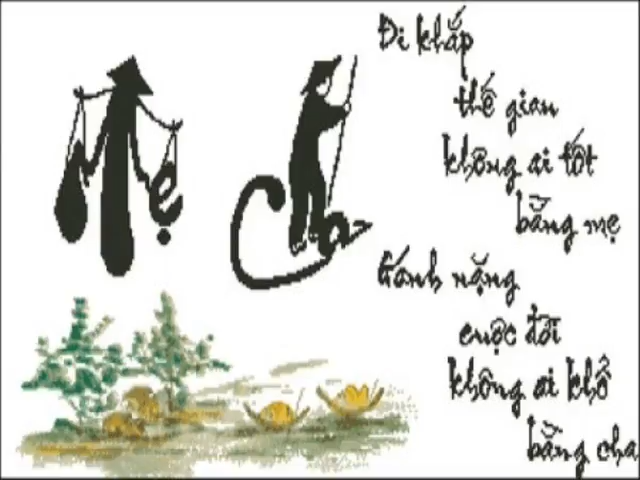 Mẹ Cha
Đi khắp
thế gian
không ai tốt
bằng mẹ
Gánh nặng
cuộc đời
không ai khổ
bằng cha